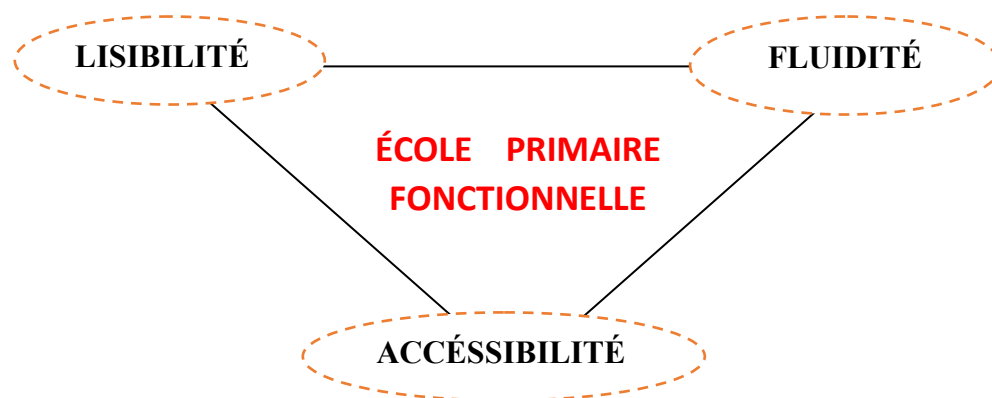 LISIBILITÉ
FLUIDITÉ
ÉCOLE PRIMAIRE
FONCTIONNELLE
ACCÉSSIBILITÉ